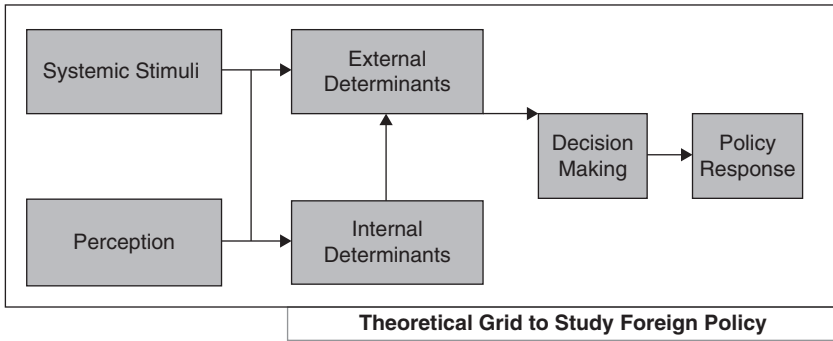 Systemic Stimuli
External
Determinants
Decision
Making
Policy
Response
Perception
Internal
Determinants
Theoretical Grid to Study Foreign Policy